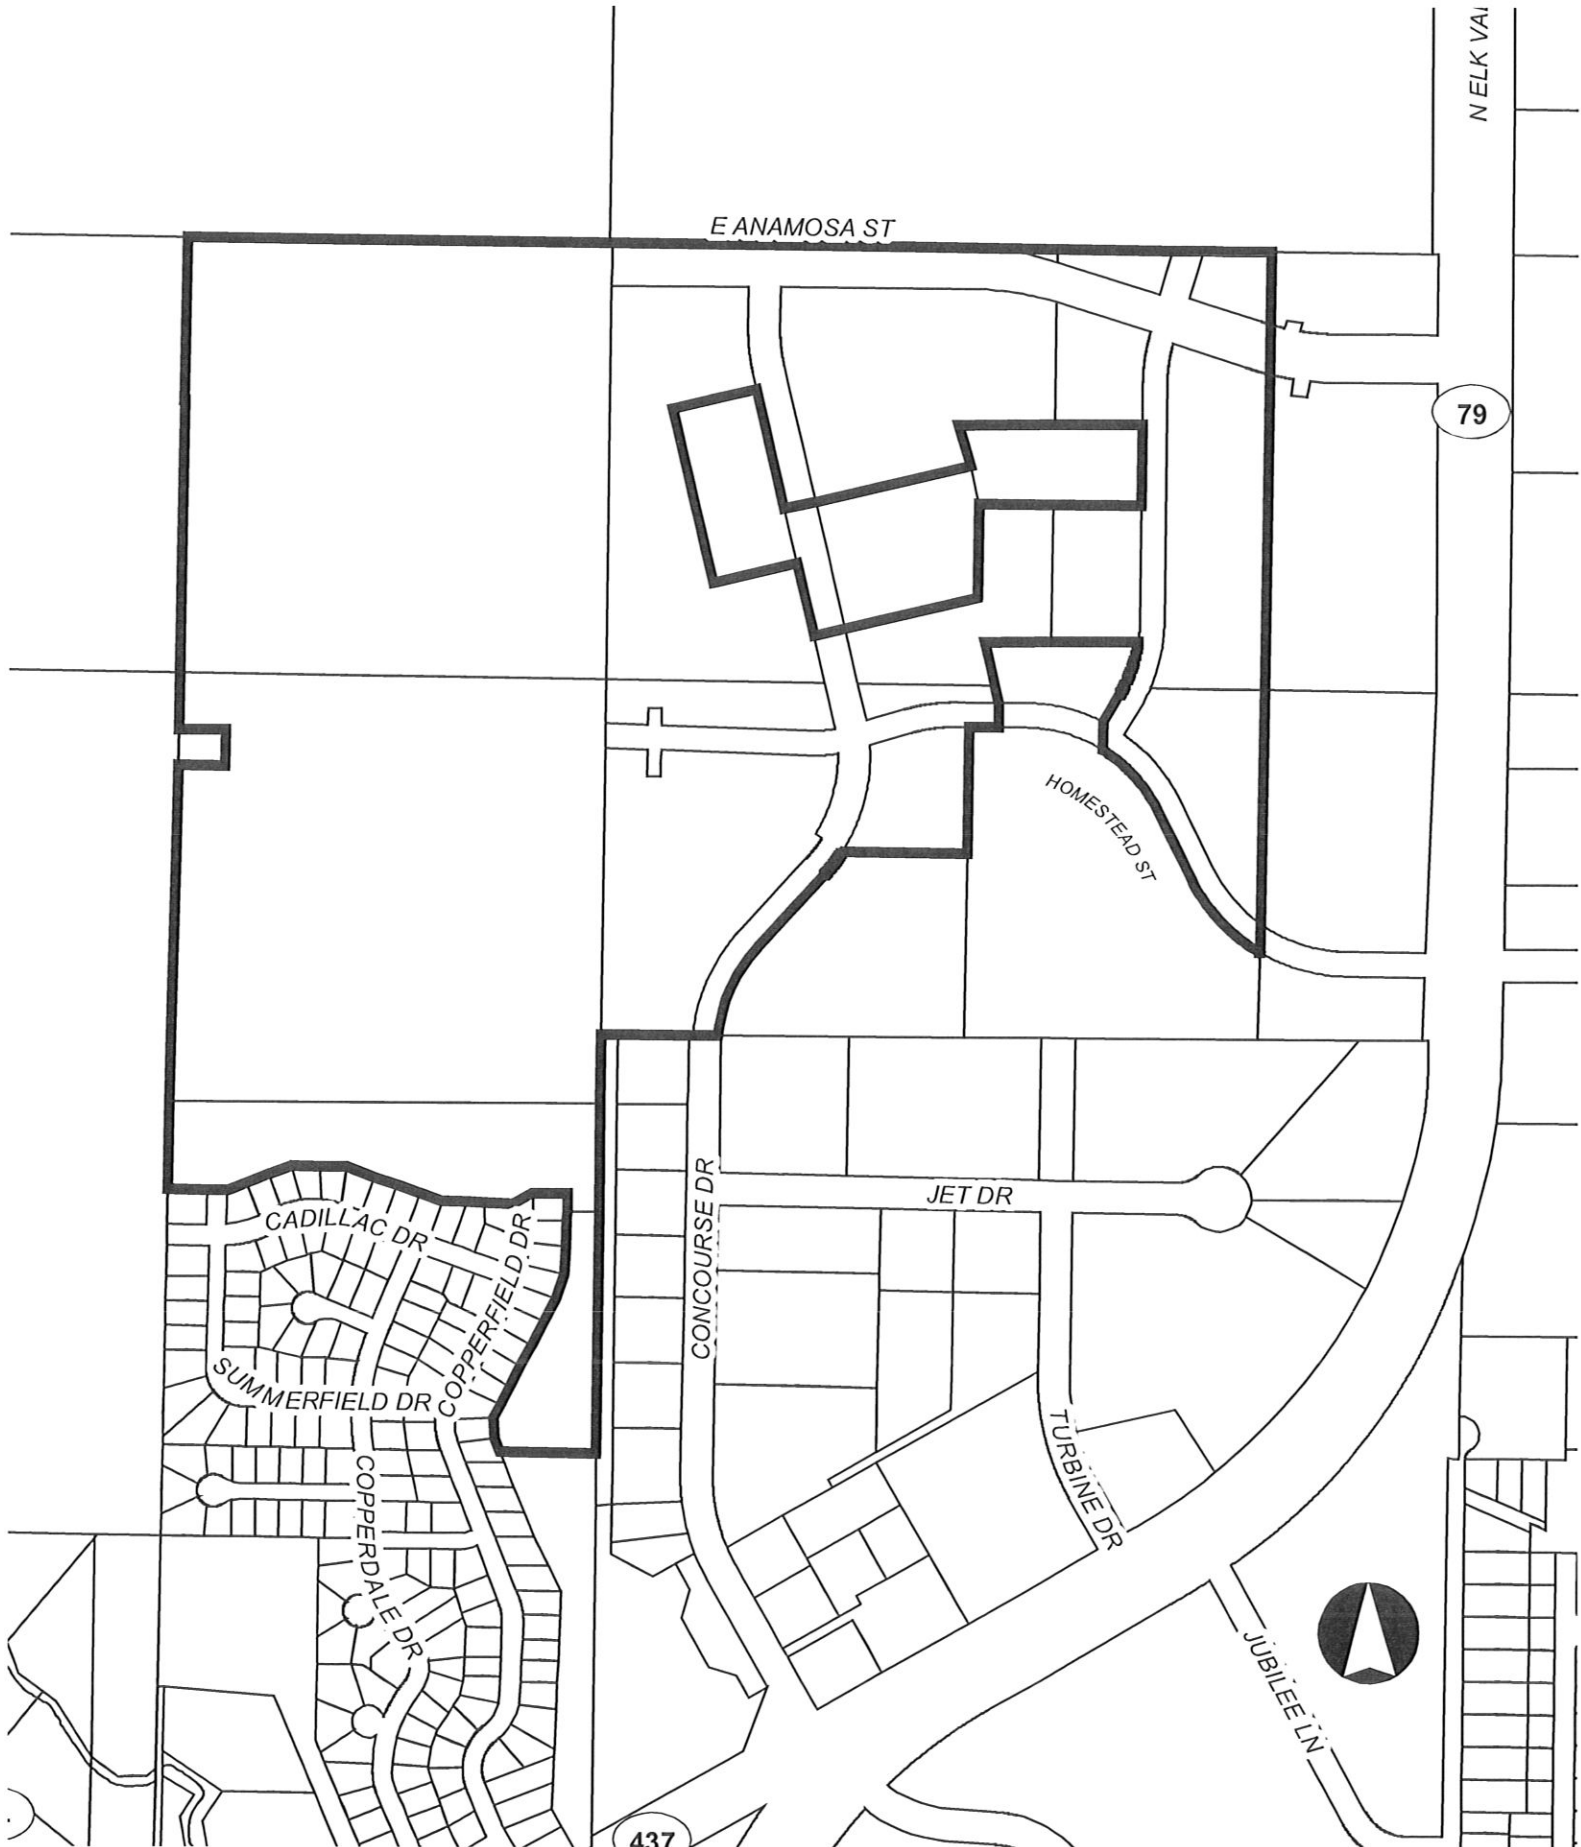 N ELK VA
E ANAMOSA ST
79
HOMESTEAD ST
JET DR
CONCOURSE DR
CADILLAC DR
COPPERFIELD DR
SUMMERFIELD DR
TURBINE DR
COPPERDALE DR
JUBILEE LN
437